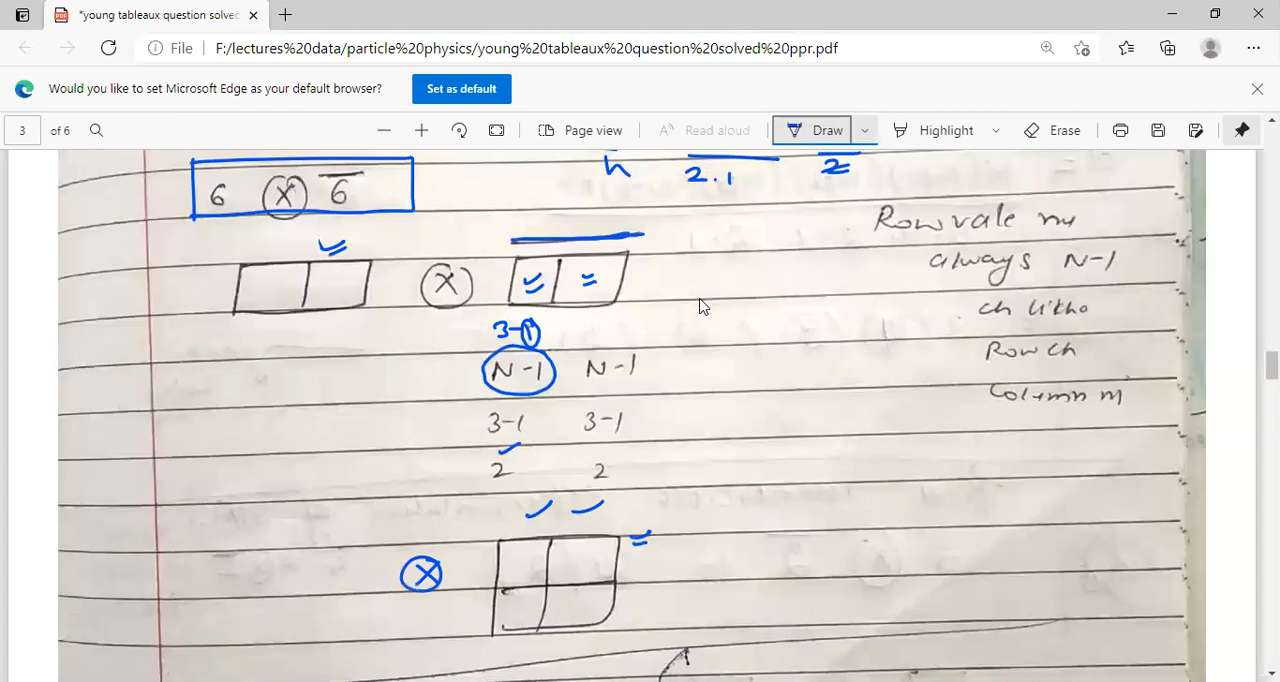 *young tableaux question solved
File F:/lectures%20data/particle%20physics/young%20tableaux%20question%20solved%20ppr.pdf
Would you like to set Microsoft Edge as your default browser? Set as default
3 of 6 Page view Read aloud Draw Highlight Erase
h 2.1 2
6 ⊗ 6̅
Row vale
always N-1
⊗
3-1
Row ch
N-1 N-1
Column m
3-1 3-1
2 2
⊗